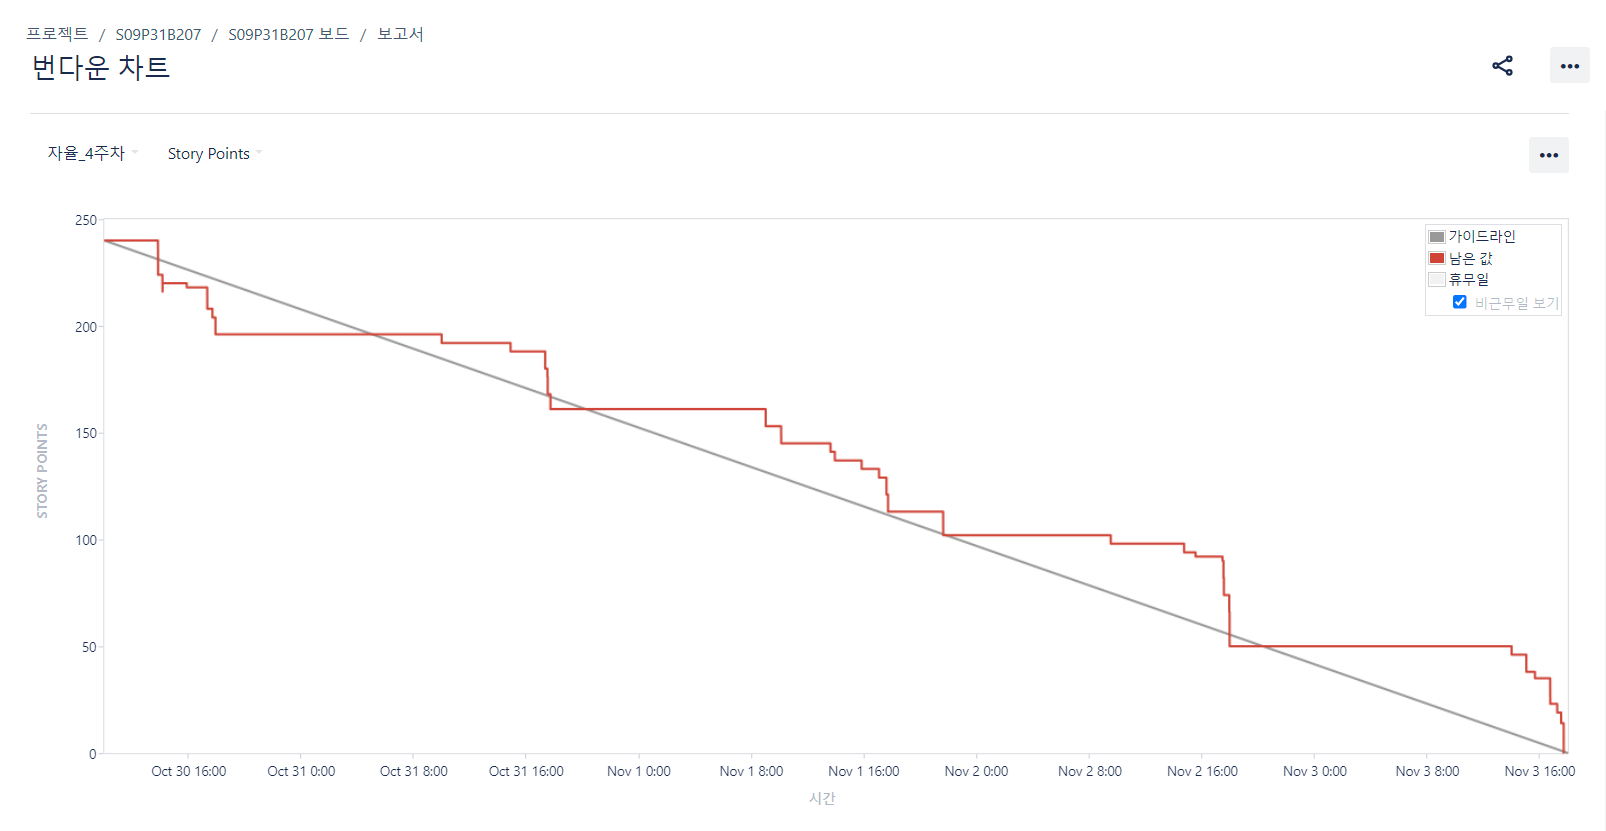 프로젝트 / S09P31B207 / S09P31B207 보드 / 보고서
번다운 차트
자율_4주차 Story Points
가이드라인
남은 값
휴무일
비근무일 보기
250
200
150
100
50
0
STORY POINTS
Oct 30 16:00 Oct 31 0:00 Oct 31 8:00 Oct 31 16:00 Nov 1 0:00 Nov 1 8:00 Nov 1 16:00 Nov 2 0:00 Nov 2 8:00 Nov 2 16:00 Nov 3 0:00 Nov 3 8:00 Nov 3 16:00
시간